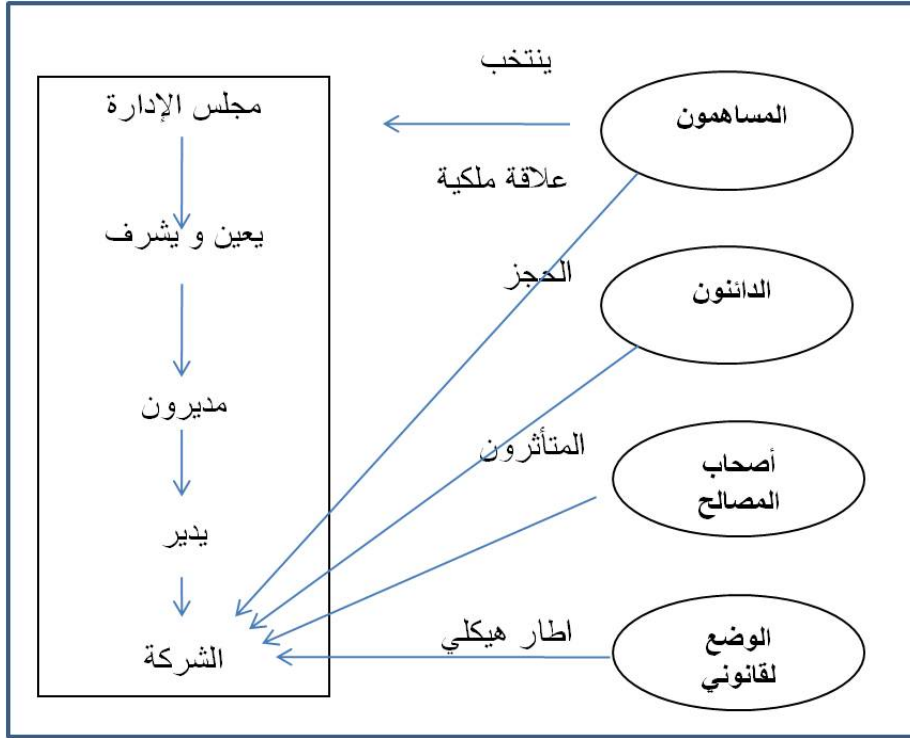 ينتخب
المساهمون
مجلس الإدارة
علاقة ملكية
يعين و يشرف
الحجز
الدائنون
مديرون
المتأثرون
أصحاب
المصالح
يدير
اطار هيكلي
الوضع
لقانوني
الشركة